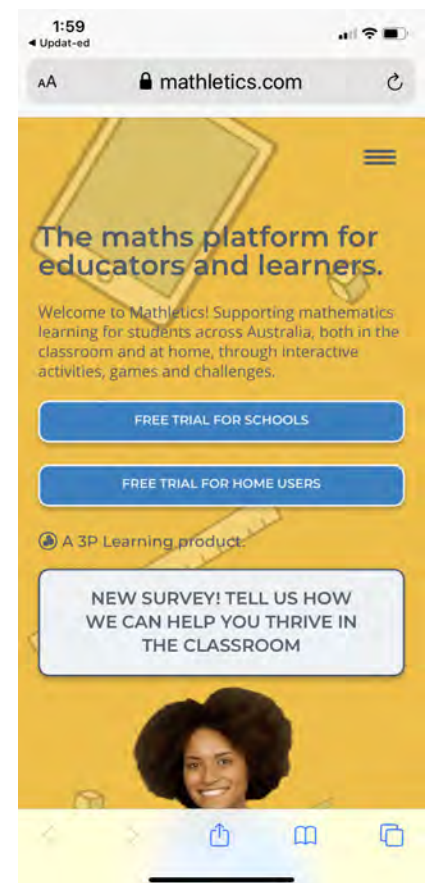 1:59
◀ Updat-ed
AA mathletics.com
The maths platform for
educators and learners.
Welcome to Mathletics! Supporting mathematics
learning for students across Australia, both in the
classroom and at home, through interactive
activities, games and challenges.
FREE TRIAL FOR SCHOOLS
FREE TRIAL FOR HOME USERS
A 3P Learning product.
NEW SURVEY! TELL US HOW
WE CAN HELP YOU THRIVE IN
THE CLASSROOM